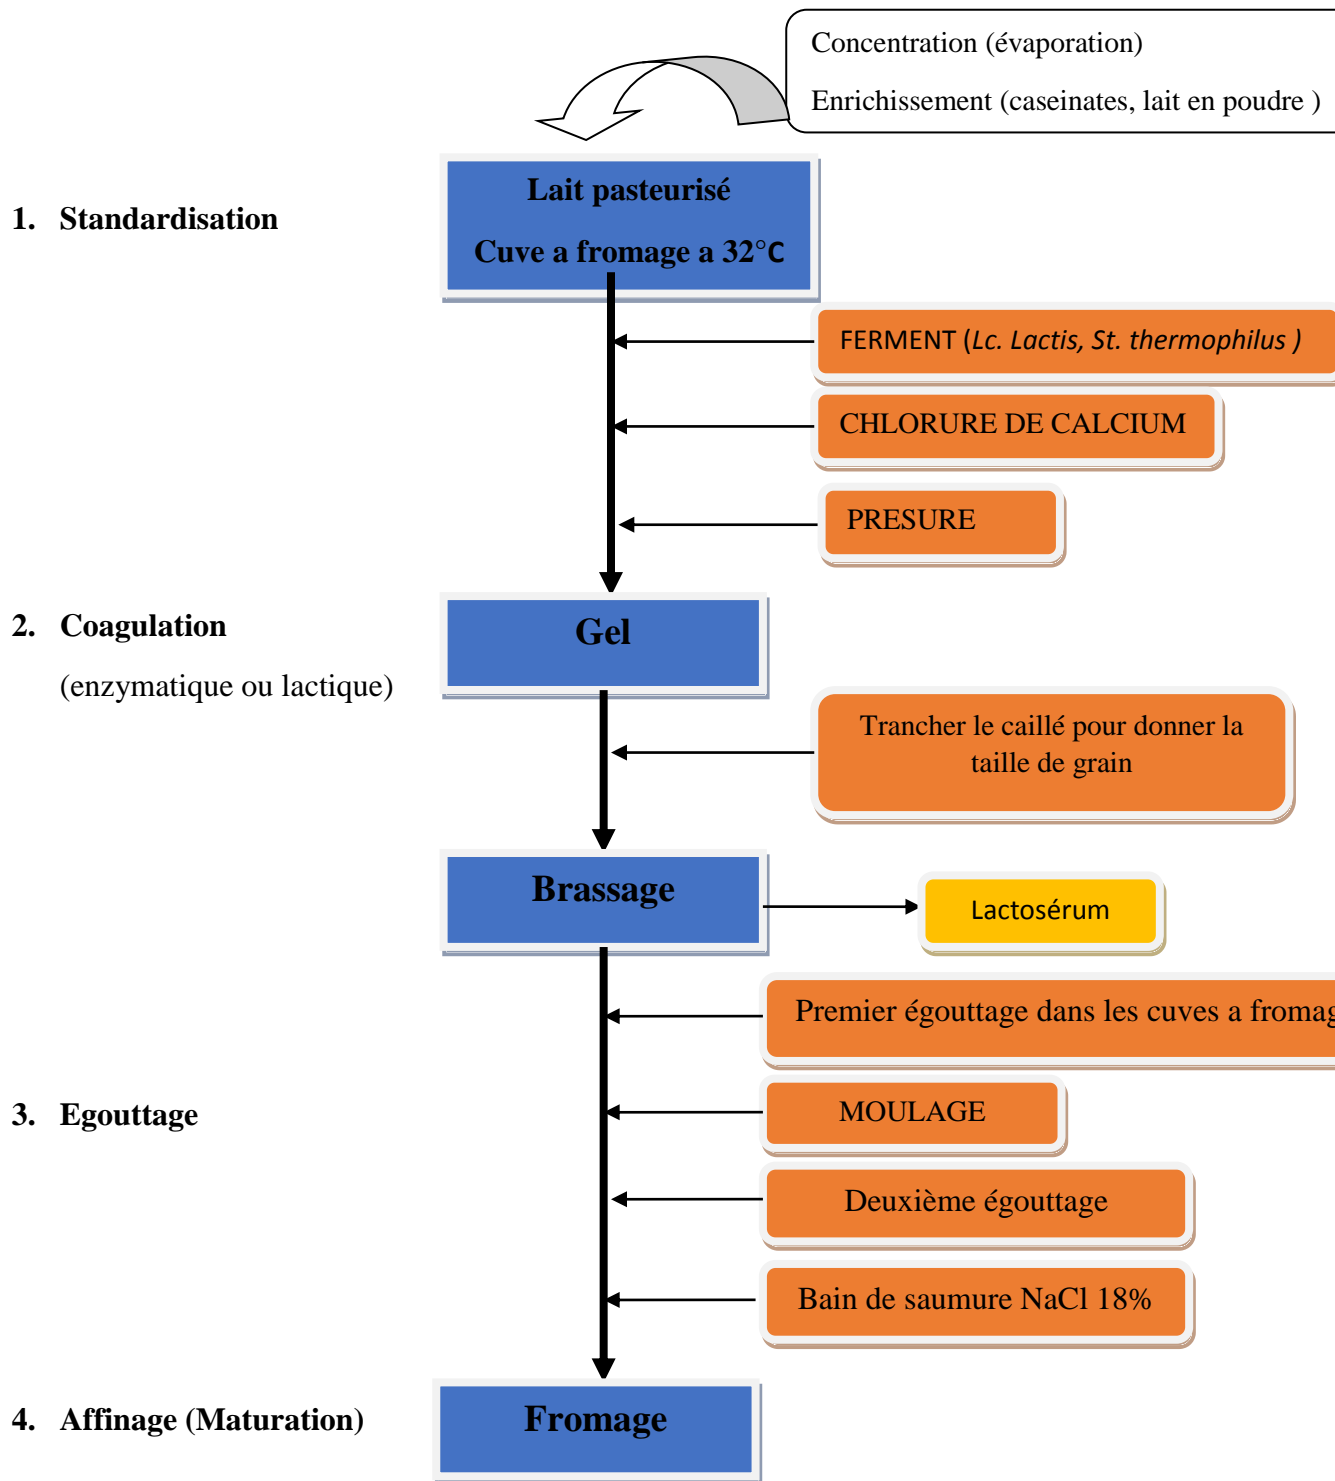 Concentration (évaporation)
Enrichissement (caseinates, lait en poudre )
1. Standardisation
Lait pasteurisé
Cuve a fromage a 32°C
FERMENT (Lc. Lactis, St. thermophilus )
CHLORURE DE CALCIUM
PRESURE
2. Coagulation
(enzymatique ou lactique)
Gel
Trancher le caillé pour donner la
taille de grain
Brassage
Lactosérum
Premier égouttage dans les cuves a fromag
3. Egouttage
MOULAGE
Deuxième égouttage
Bain de saumure NaCl 18%
4. Affinage (Maturation)
Fromage